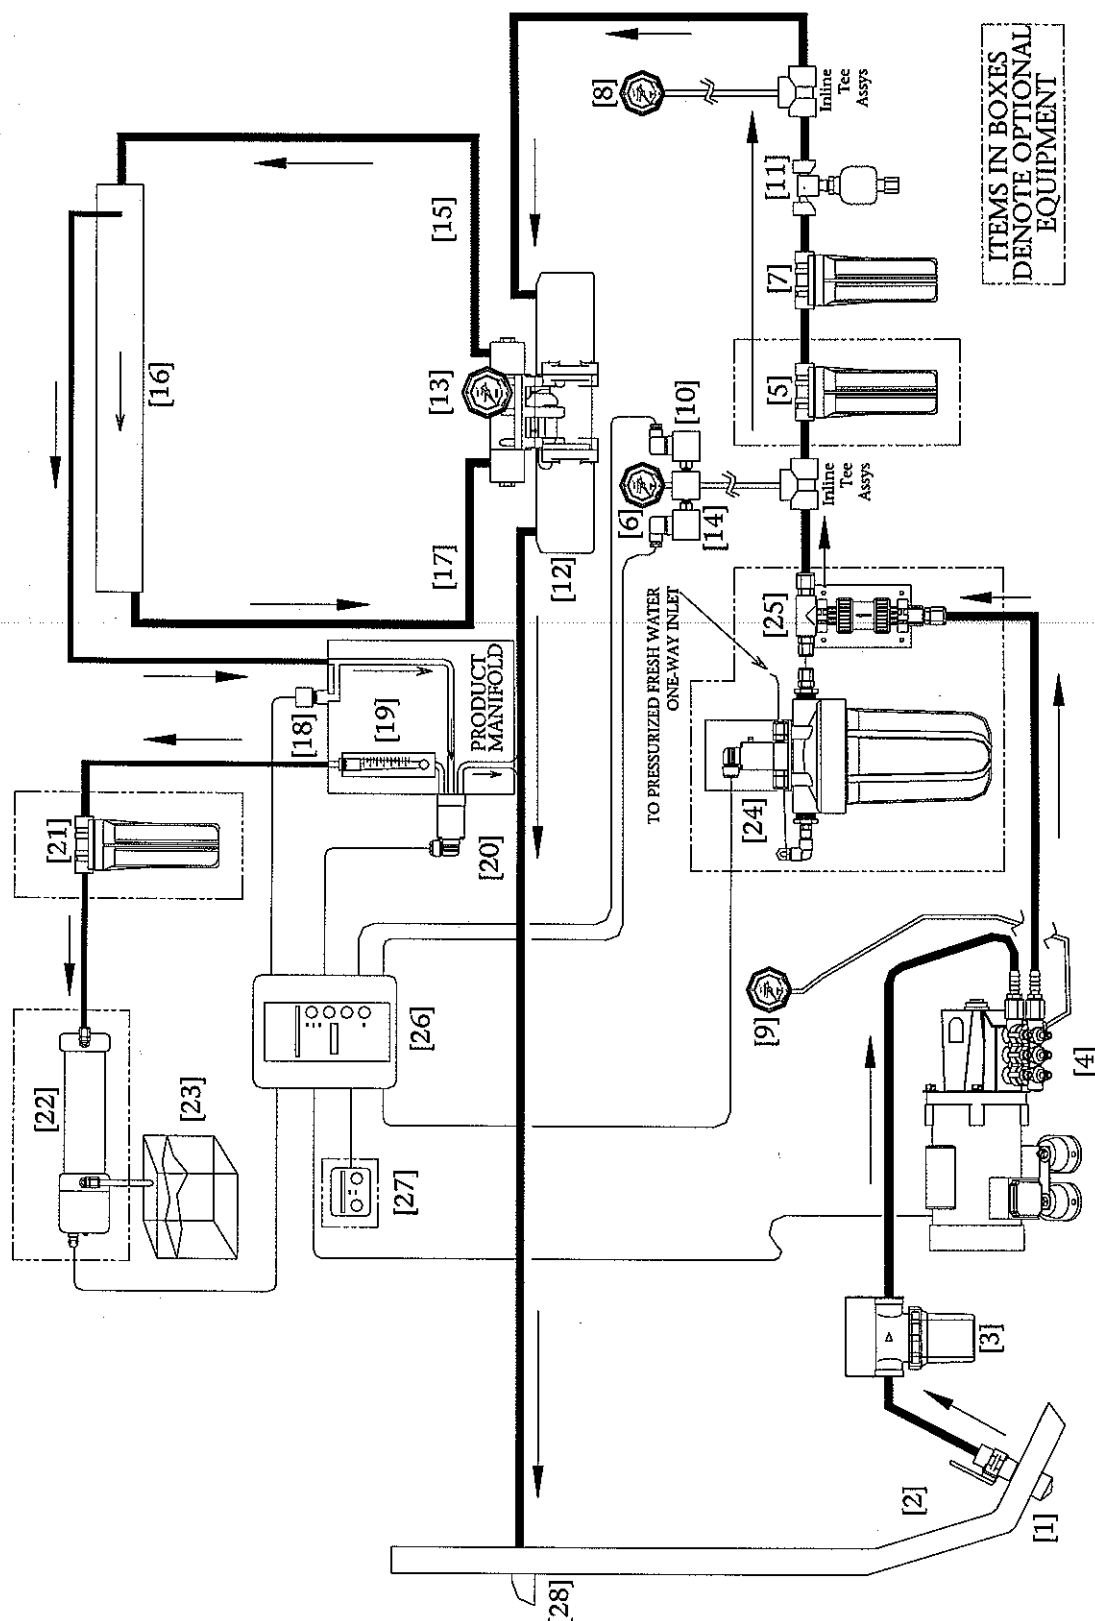 [1]
[2]
[3]
[4]
[9]
[28]
[27]
[26]
[23]
[22]
[21]
[20]
[19]
[18]
PRODUCT
MANIFOLD
[24]
[25]
TO PRESSURIZED FRESH WATER
ONE-WAY INLET
[12]
[17]
[13]
[15]
[16]
[14]
[6]
[10]
Inline
Tee
Assys
[5]
[7]
[11]
[8]
Inline
Tee
Assys
ITEMS IN BOXES
DENOTE OPTIONAL
EQUIPMENT